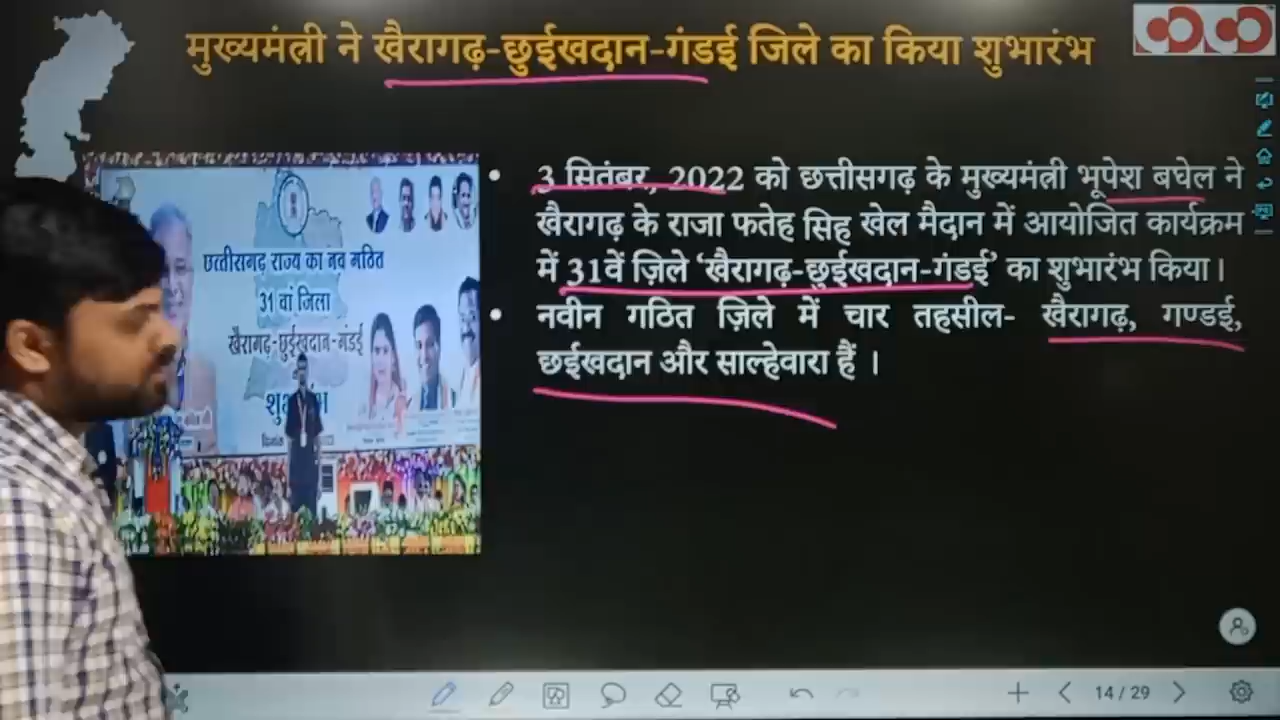 मुख्यमंत्री ने खैरागढ़-छुईखदान-गंडई जिले का किया शुभारंभ
• 3 सितंबर, 2022 को छत्तीसगढ़ के मुख्यमंत्री भूपेश बघेल ने
खैरागढ़ के राजा फतेह सिंह खेल मैदान में आयोजित कार्यक्रम
में 31वें ज़िले ‘खैरागढ़-छुईखदान-गंडई’ का शुभारंभ किया।
• नवीन गठित ज़िले में चार तहसील- खैरागढ़, गण्डई,
छईखदान और साल्हेवारा हैं ।
छत्तीसगढ़ राज्य का नव गठित
31 वां जिला
खैरागढ़-छुईखदान-गंडई
14 / 29